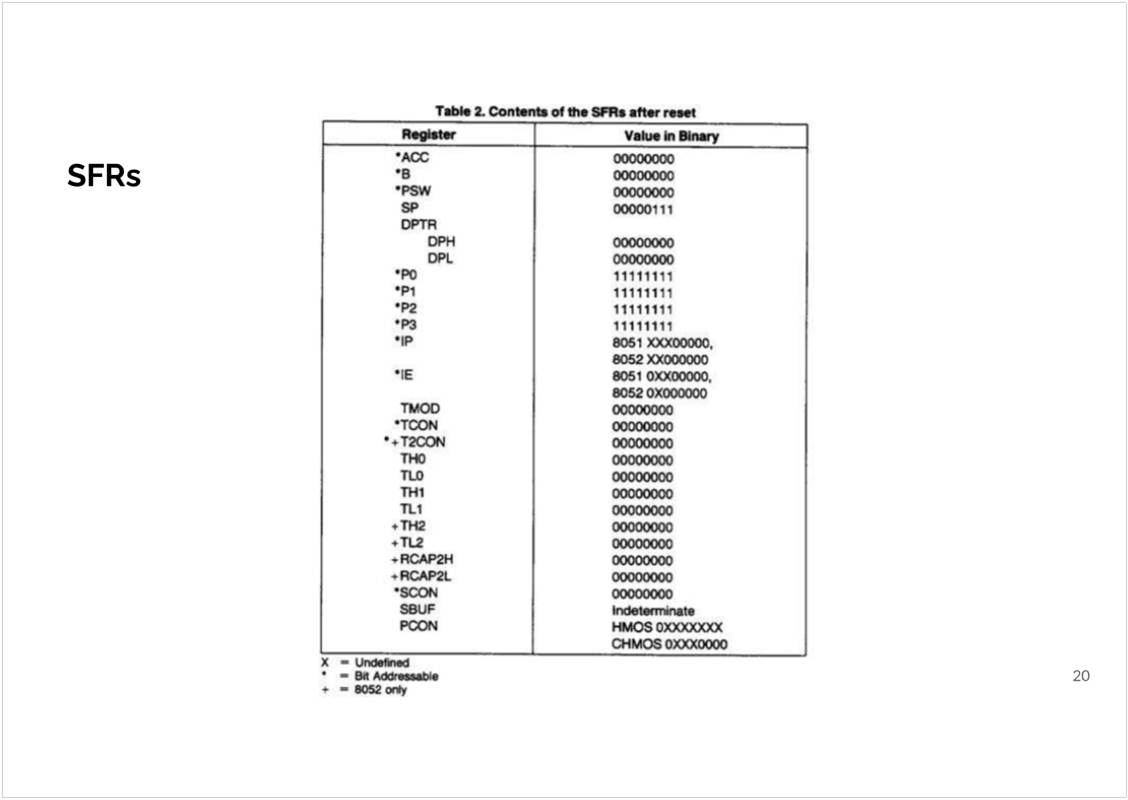 SFRs
Table 2. Contents of the SFRs after reset
Register Value in Binary
*ACC 00000000
*B 00000000
*PSW 00000000
SP 00000111
DPTR
DPH 00000000
DPL 00000000
*P0 11111111
*P1 11111111
*P2 11111111
*P3 11111111
*IP 8051 XXX00000,
8052 XX000000
*IE 8051 0XX00000,
8052 0X000000
TMOD 00000000
*TCON 00000000
*+T2CON 00000000
TH0 00000000
TL0 00000000
TH1 00000000
TL1 00000000
+TH2 00000000
+TL2 00000000
+RCAP2H 00000000
+RCAP2L 00000000
*SCON 00000000
SBUF Indeterminate
PCON HMOS 0XXXXXXX
CHMOS 0XXX0000
X = Undefined
* = Bit Addressable
+ = 8052 only
20